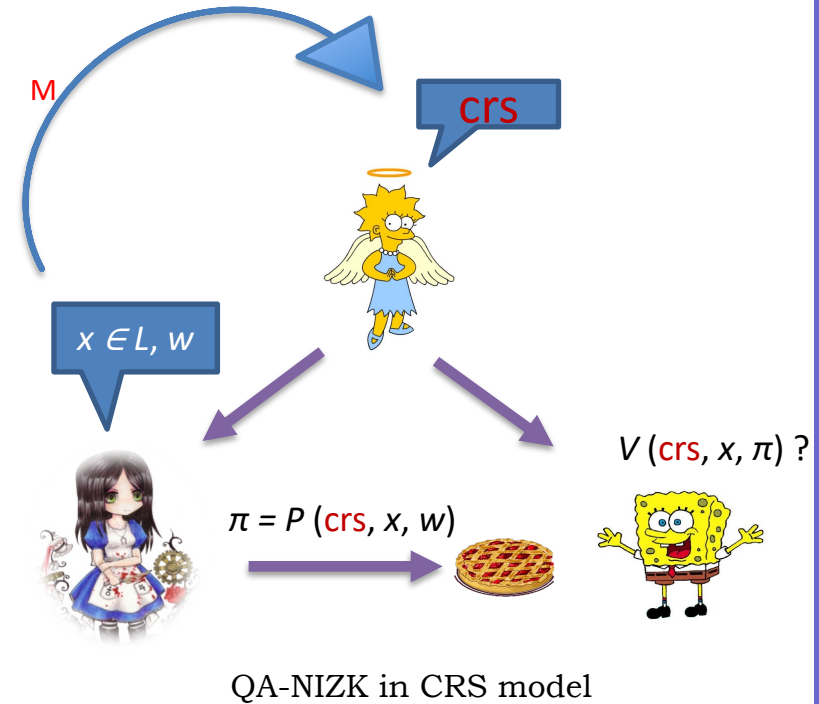 M
crs
x ∈ L, w
V (crs, x, π) ?
π = P (crs, x, w)
QA-NIZK in CRS model